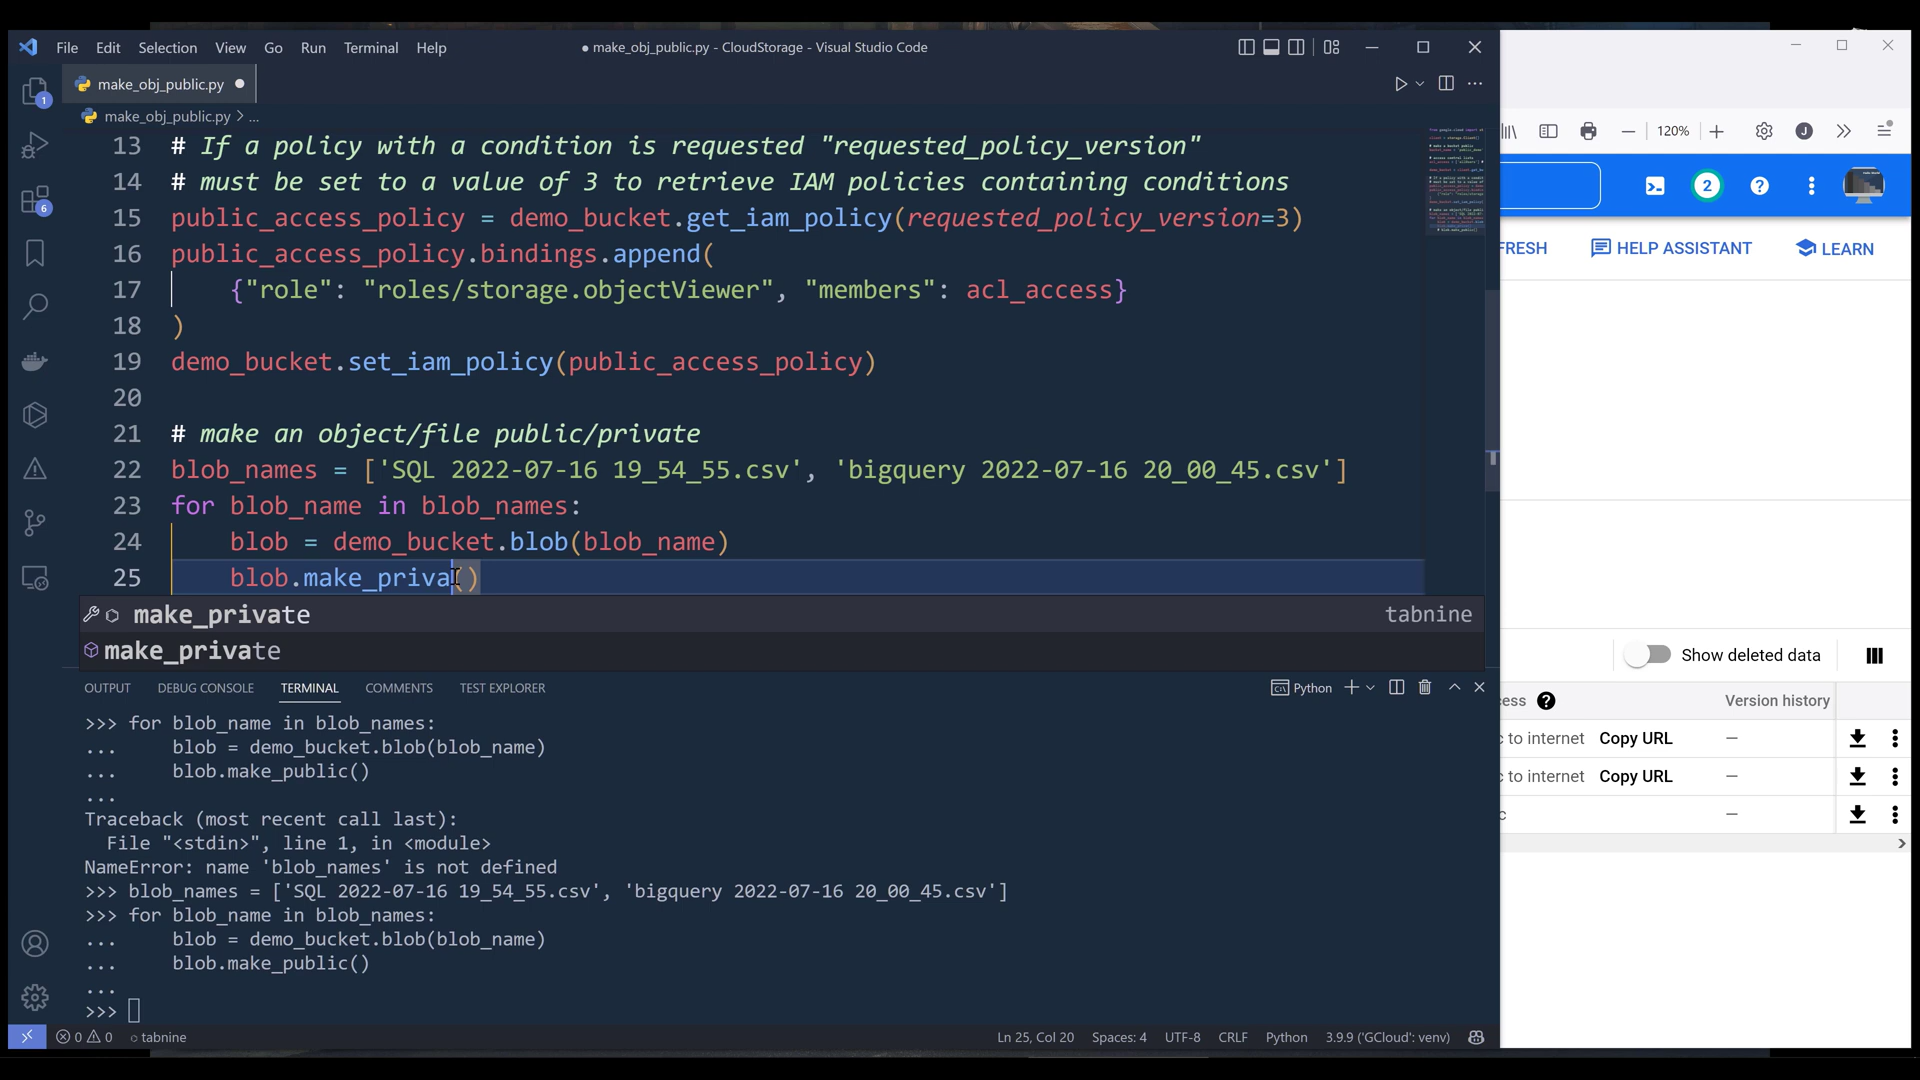 File Edit Selection View Go Run Terminal Help
● make_obj_public.py - CloudStorage - Visual Studio Code
make_obj_public.py ●
make_obj_public.py > ...
13 # If a policy with a condition is requested "requested_policy_version"
14 # must be set to a value of 3 to retrieve IAM policies containing conditions
15 public_access_policy = demo_bucket.get_iam_policy(requested_policy_version=3)
16 public_access_policy.bindings.append(
17 {"role": "roles/storage.objectViewer", "members": acl_access}
18 )
19 demo_bucket.set_iam_policy(public_access_policy)
20
21 # make an object/file public/private
22 blob_names = ['SQL 2022-07-16 19_54_55.csv', 'bigquery 2022-07-16 20_00_45.csv']
23 for blob_name in blob_names:
24 blob = demo_bucket.blob(blob_name)
25 blob.make_priva()
make_private tabnine
make_private
OUTPUT DEBUG CONSOLE TERMINAL COMMENTS TEST EXPLORER
Python
>>> for blob_name in blob_names:
... blob = demo_bucket.blob(blob_name)
... blob.make_public()
...
Traceback (most recent call last):
File "<stdin>", line 1, in <module>
NameError: name 'blob_names' is not defined
>>> blob_names = ['SQL 2022-07-16 19_54_55.csv', 'bigquery 2022-07-16 20_00_45.csv']
>>> for blob_name in blob_names:
... blob = demo_bucket.blob(blob_name)
... blob.make_public()
...
>>>
0 0 tabnine
Ln 25, Col 20 Spaces: 4 UTF-8 CRLF Python 3.9.9 ('GCloud': venv)
1
6
120%
J
2
FRESH HELP ASSISTANT LEARN
Show deleted data
cess Version history
c to internet Copy URL —
c to internet Copy URL —
c —